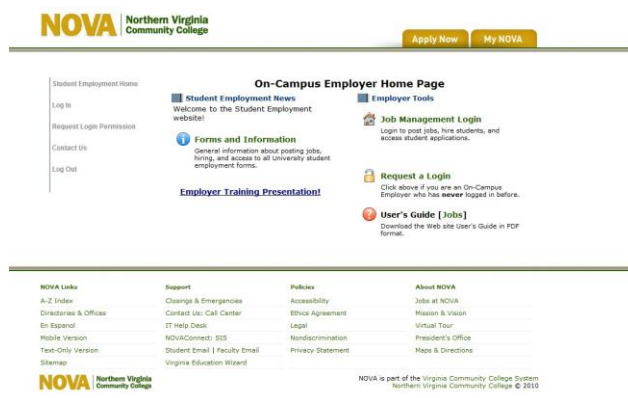 NOVA Northern Virginia
Community College
Apply Now
My NOVA
Student Employment Home
Log In
Request Login Permission
Contact Us
Log Out
On-Campus Employer Home Page
Student Employment News
Welcome to the Student Employment
website!
Forms and Information
General information about posting jobs,
hiring, and access to all University student
employment forms.
Employer Training Presentation!
Employer Tools
Job Management Login
Login to post jobs, hire students, and
access student applications.
Request a Login
Click above if you are an On-Campus
Employer who has never logged in before.
User's Guide [Jobs]
Download the Web site User's Guide in PDF
format.
NOVA Links
A-Z Index
Directories & Offices
En Espanol
Mobile Version
Text-Only Version
Sitemap
Support
Closings & Emergencies
Contact Us: Call Center
IT Help Desk
NOVAConnect: SIS
Student Email | Faculty Email
Virginia Education Wizard
Policies
Accessibility
Ethics Agreement
Legal
Nondiscrimination
Privacy Statement
About NOVA
Jobs at NOVA
Mission & Vision
Virtual Tour
President's Office
Maps & Directions
NOVA Northern Virginia
Community College
NOVA is part of the Virginia Community College System
Northern Virginia Community College © 2010